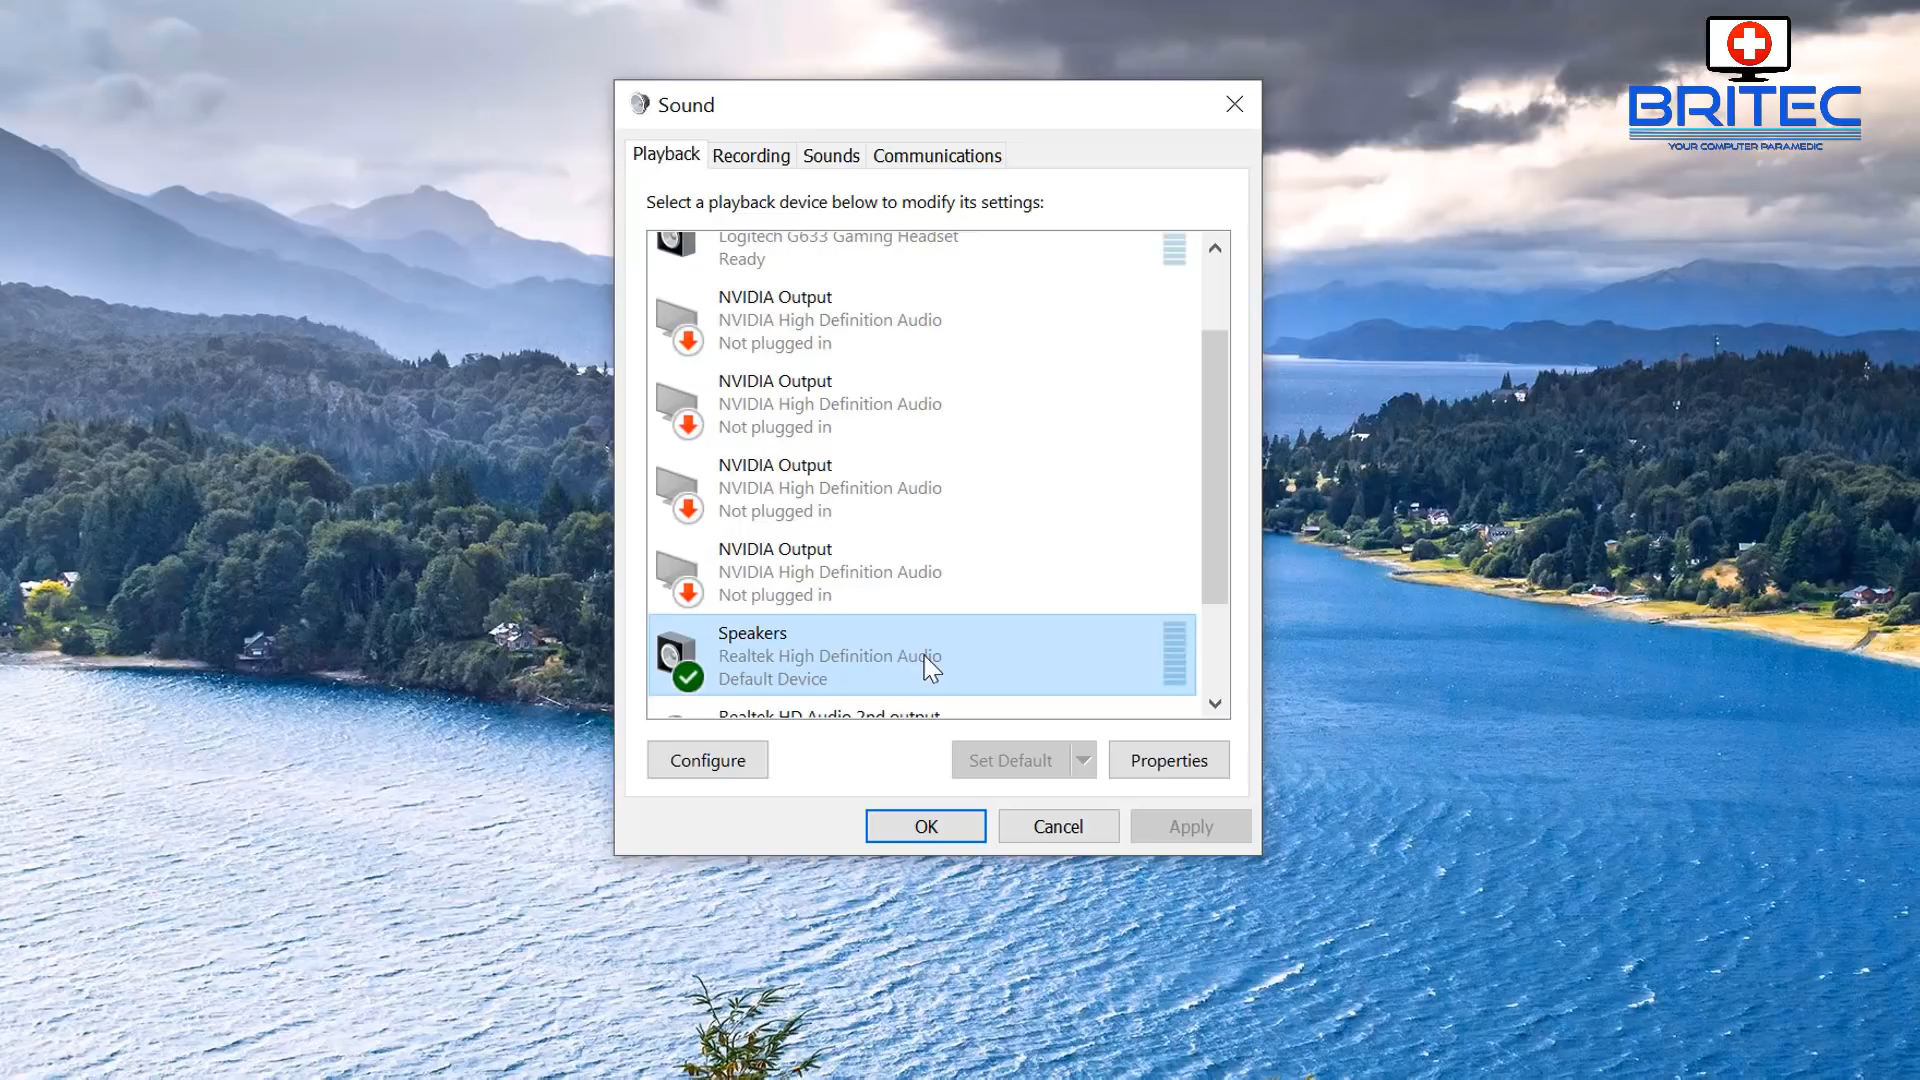 BRITEC
YOUR COMPUTER PARAMEDIC
Sound
Playback
Recording
Sounds
Communications
Select a playback device below to modify its settings:
Logitech G633 Gaming Headset
Ready
NVIDIA Output
NVIDIA High Definition Audio
Not plugged in
NVIDIA Output
NVIDIA High Definition Audio
Not plugged in
NVIDIA Output
NVIDIA High Definition Audio
Not plugged in
NVIDIA Output
NVIDIA High Definition Audio
Not plugged in
Speakers
Realtek High Definition Audio
Default Device
Realtek HD Audio 2nd output
Configure
Set Default
Properties
OK
Cancel
Apply